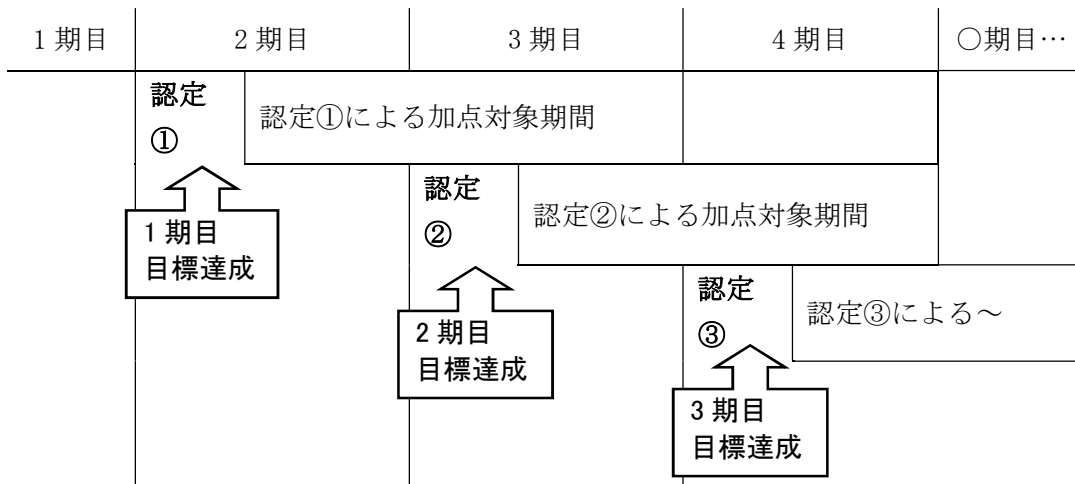 1期目
2期目
3期目
4期目
○期目…
認定
①
認定①による加点対象期間
1期目
目標達成
認定
②
認定②による加点対象期間
2期目
目標達成
認定
③
認定③による～
3期目
目標達成